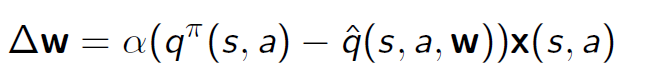 Δw = α(q^π(s, a) − q̂(s, a, w))x(s, a)